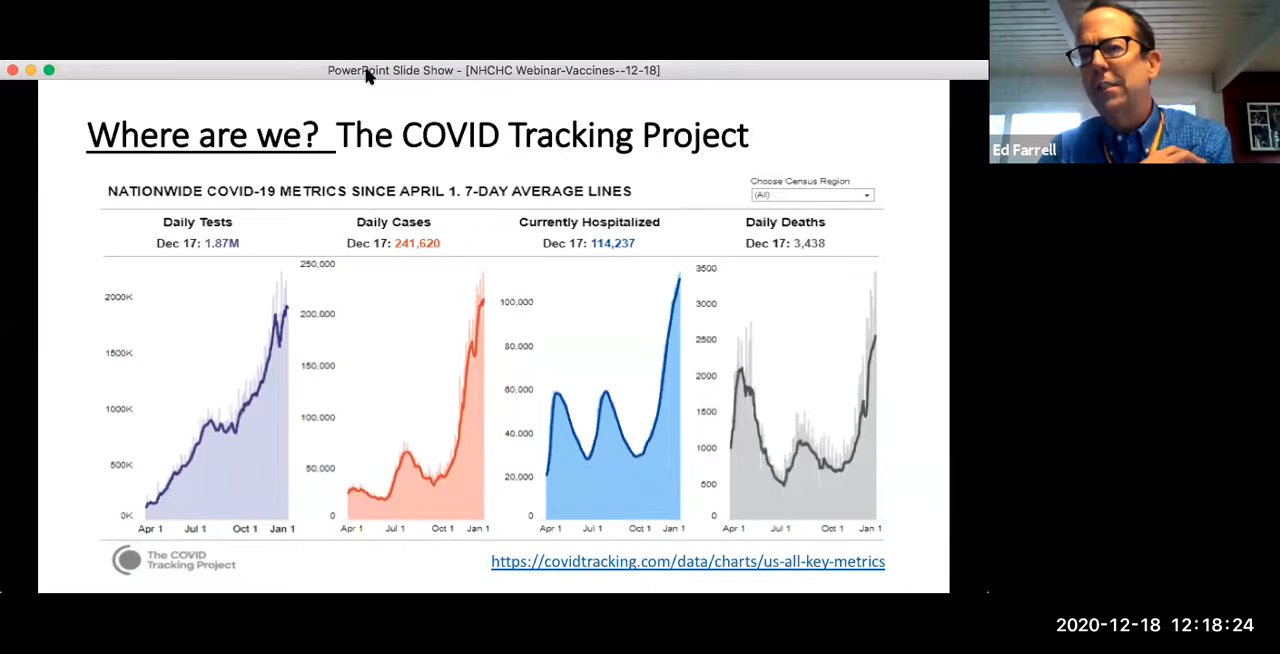 PowerPoint Slide Show - [NHCHC Webinar-Vaccines--12-18]
Ed Farrell
Where are we?  The COVID Tracking Project
NATIONWIDE COVID-19 METRICS SINCE APRIL 1. 7-DAY AVERAGE LINES
Choose Census Region
(All)
Daily Tests
Dec 17: 1.87M
Daily Cases
Dec 17: 241,620
Currently Hospitalized
Dec 17: 114,237
Daily Deaths
Dec 17: 3,438
2000K
1500K
1000K
500K
0K
Apr 1 Jul 1 Oct 1 Jan 1
250,000
200,000
150,000
100,000
50,000
0
Apr 1 Jul 1 Oct 1 Jan 1
100,000
80,000
60,000
40,000
20,000
0
Apr 1 Jul 1 Oct 1 Jan 1
3500
3000
2500
2000
1500
1000
500
0
Apr 1 Jul 1 Oct 1 Jan 1
The COVID
Tracking Project
https://covidtracking.com/data/charts/us-all-key-metrics
2020-12-18 12:18:24